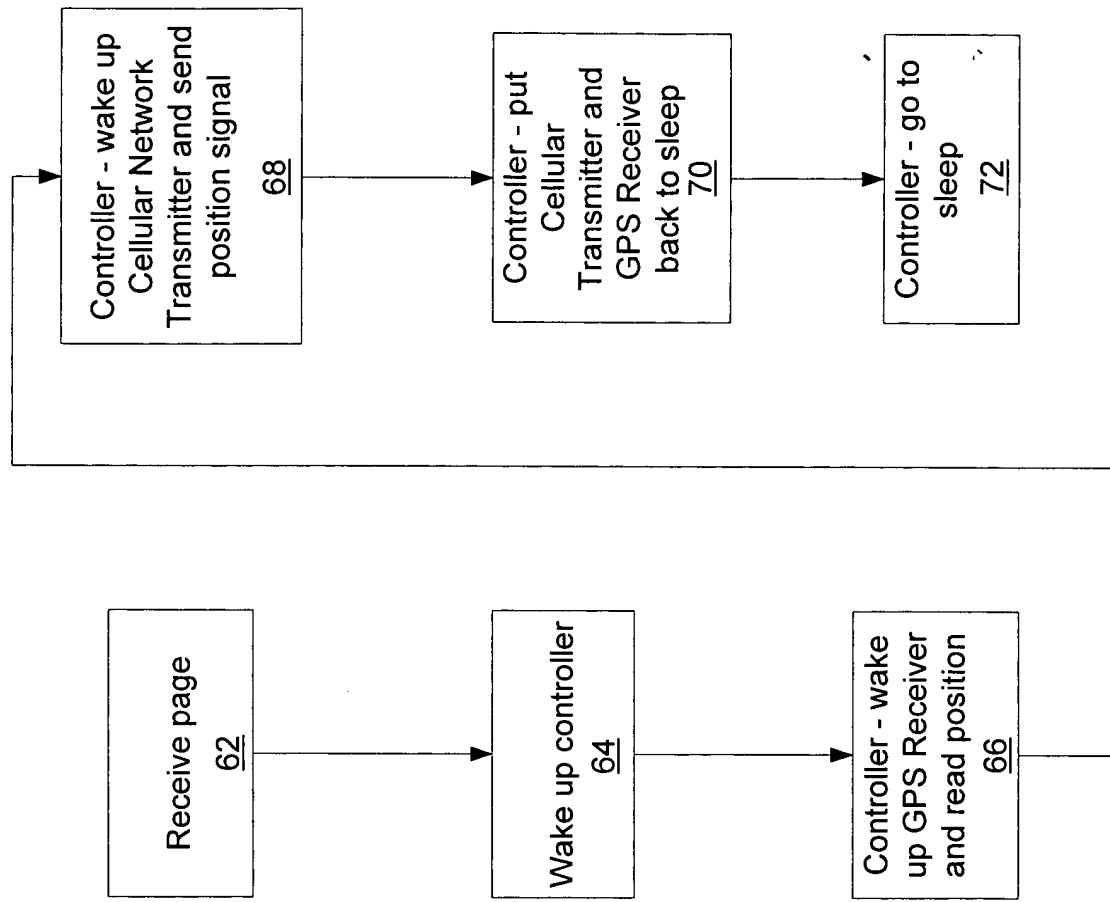 Receive page
62
Wake up controller
64
Controller - wake
up GPS Receiver
and read position
66
Controller - wake up
Cellular Network
Transmitter and send
position signal
68
Controller - put
Cellular
Transmitter and
GPS Receiver
back to sleep
70
Controller - go to
sleep
72